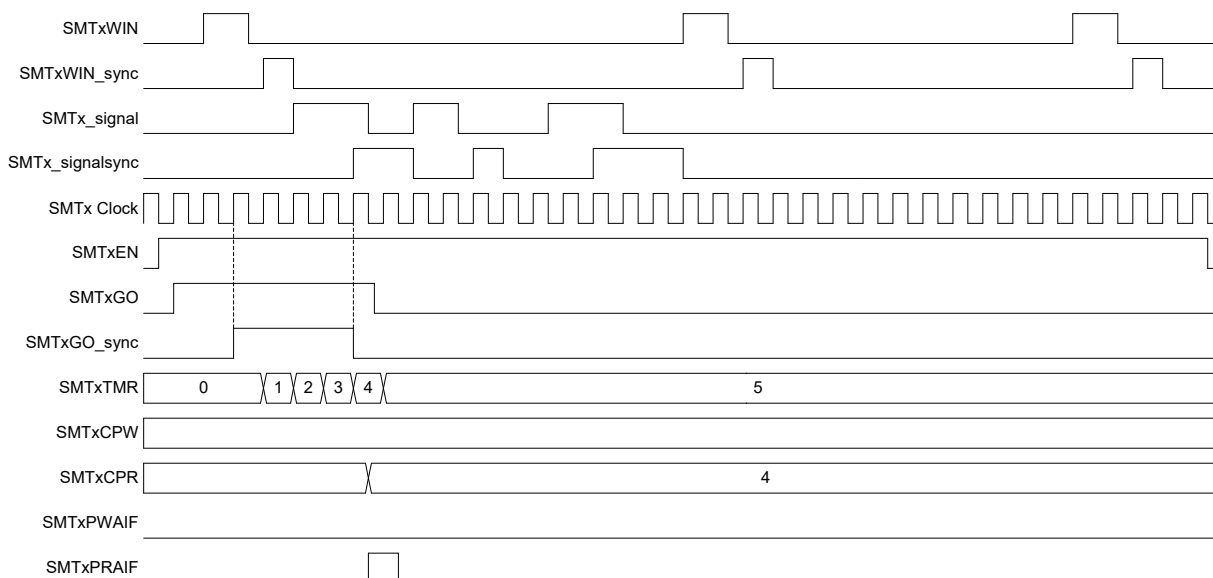 SMTxWIN
SMTxWIN_sync
SMTx_signal
SMTx_signalsync
SMTx Clock
SMTxEN
SMTxGO
SMTxGO_sync
SMTxTMR 0 1 2 3 4 5
SMTxCPW
SMTxCPR 4
SMTxPWAIF
SMTxPRAIF